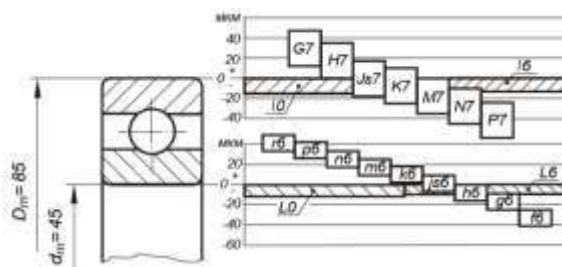 МКМ
40
20
0
-20
-40
G7
H7
Js7
K7
M7
N7
P7
l0
l6
МКМ
40
20
0
-20
-40
-60
r6
p6
n6
m6
k6
js6
h6
g6
f6
L0
L6
Dm= 85
dm= 45